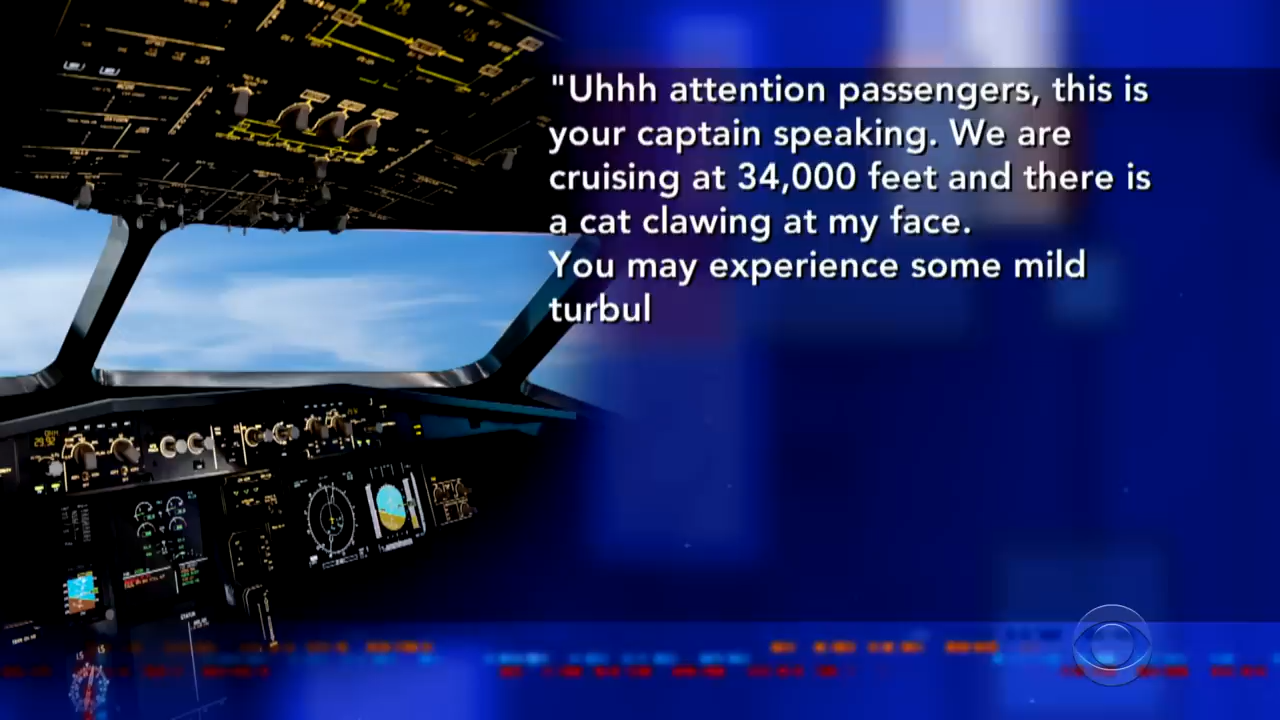 "Uhhh attention passengers, this is
your captain speaking. We are
cruising at 34,000 feet and there is
a cat clawing at my face.
You may experience some mild
turbul